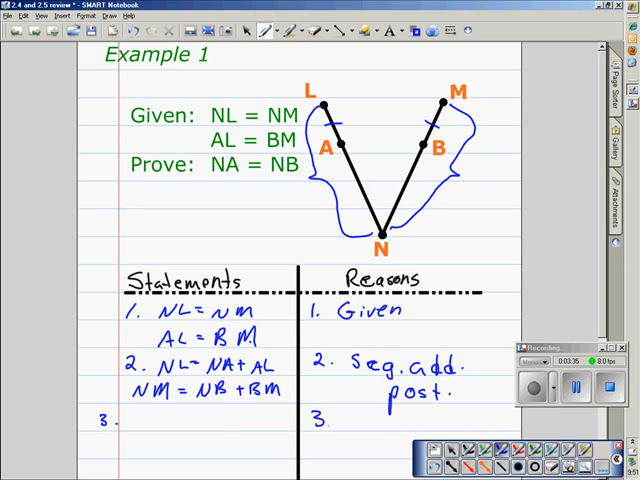 2.4 and 2.5 review * - SMART Notebook
File Edit View Insert Format Draw Help
Example 1
Given: NL = NM
AL = BM
Prove: NA = NB
L
M
A
B
N
Statements Reasons
1. NL = NM 1. Given
AL = BM
2. NL = NA + AL 2. Seg. add.
NM = NB + BM post.
3. 3.
Page Sorter
Gallery
Attachments
Recording...
03:35
8.0 fps
9:51